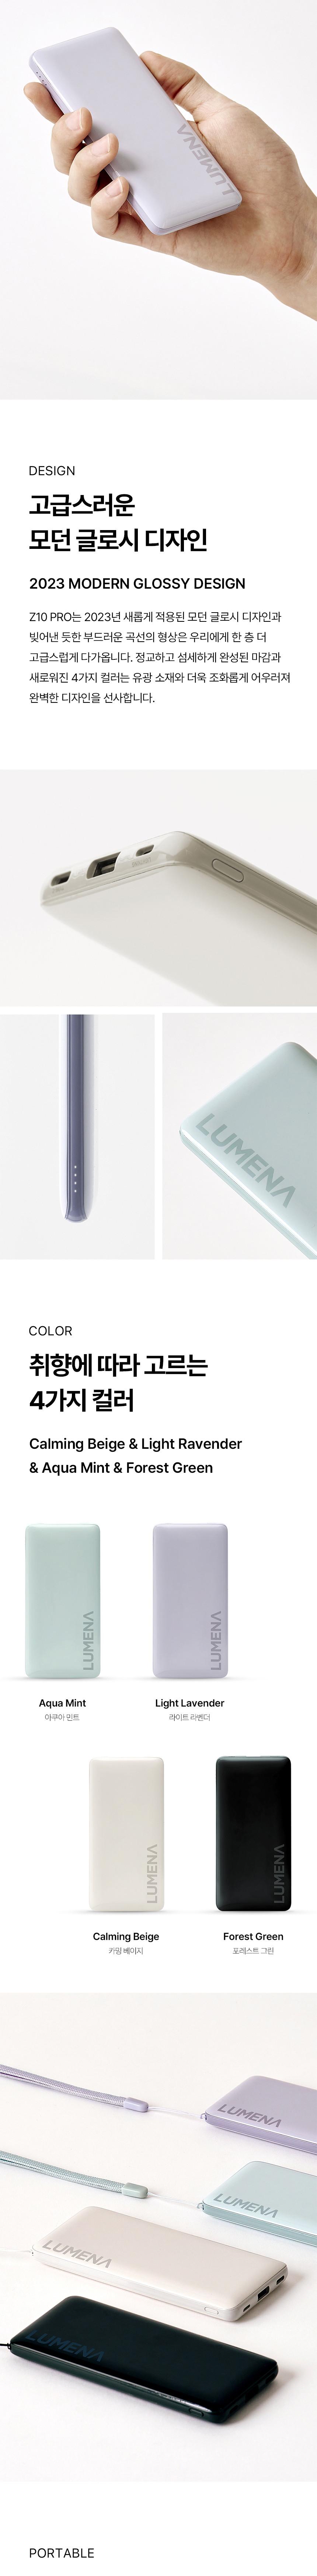 LUMENA
DESIGN
고급스러운
모던 글로시 디자인
2023 MODERN GLOSSY DESIGN
Z10 PRO는 2023년 새롭게 적용된 모던 글로시 디자인과
빚어낸 듯한 부드러운 곡선의 형상은 우리에게 한 층 더
고급스럽게 다가옵니다. 정교하고 섬세하게 완성된 마감과
새로워진 4가지 컬러는 유광 소재와 더욱 조화롭게 어우러져
완벽한 디자인을 선사합니다.
LUMENA
COLOR
취향에 따라 고르는
4가지 컬러
Calming Beige & Light Ravender
& Aqua Mint & Forest Green
LUMENA
LUMENA
Aqua Mint
Light Lavender
아쿠아 민트
라이트 라벤더
LUMENA
LUMENA
Calming Beige
Forest Green
카밍 베이지
포레스트 그린
LUMENA
LUMENA
LUMENA
LUMENA
PORTABLE